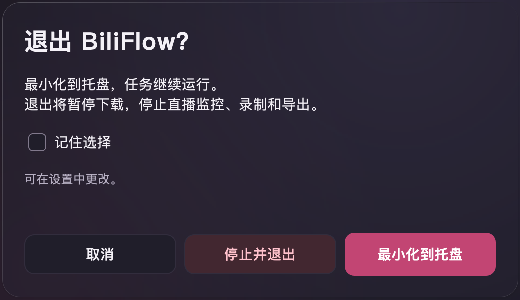 退出 BiliFlow?
最小化到托盘，任务继续运行。
退出将暂停下载，停止直播监控、录制和导出。
记住选择
可在设置中更改。
取消
停止并退出
最小化到托盘